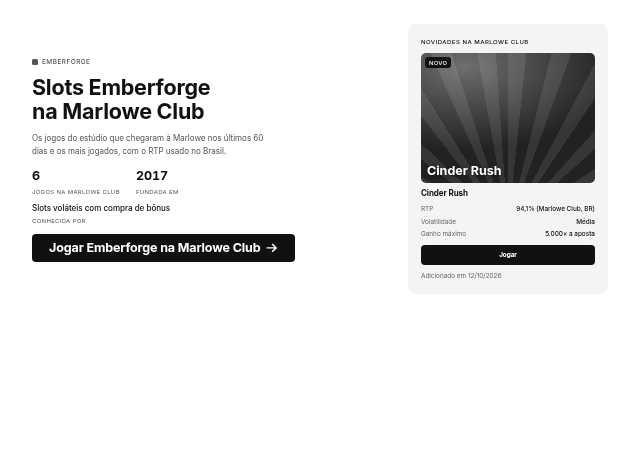 EMBERFORGE
Slots Emberforge
na Marlowe Club
Os jogos do estúdio que chegaram à Marlowe nos últimos 60
dias e os mais jogados, com o RTP usado no Brasil.
6
JOGOS NA MARLOWE CLUB
2017
FUNDADA EM
Slots voláteis com compra de bônus
CONHECIDA POR
Jogar Emberforge na Marlowe Club →
NOVIDADES NA MARLOWE CLUB
NOVO
Cinder Rush
Cinder Rush
RTP 94,1% (Marlowe Club, BR)
Volatilidade Média
Ganho máximo 5.000× a aposta
Jogar
Adicionado em 12/10/2026